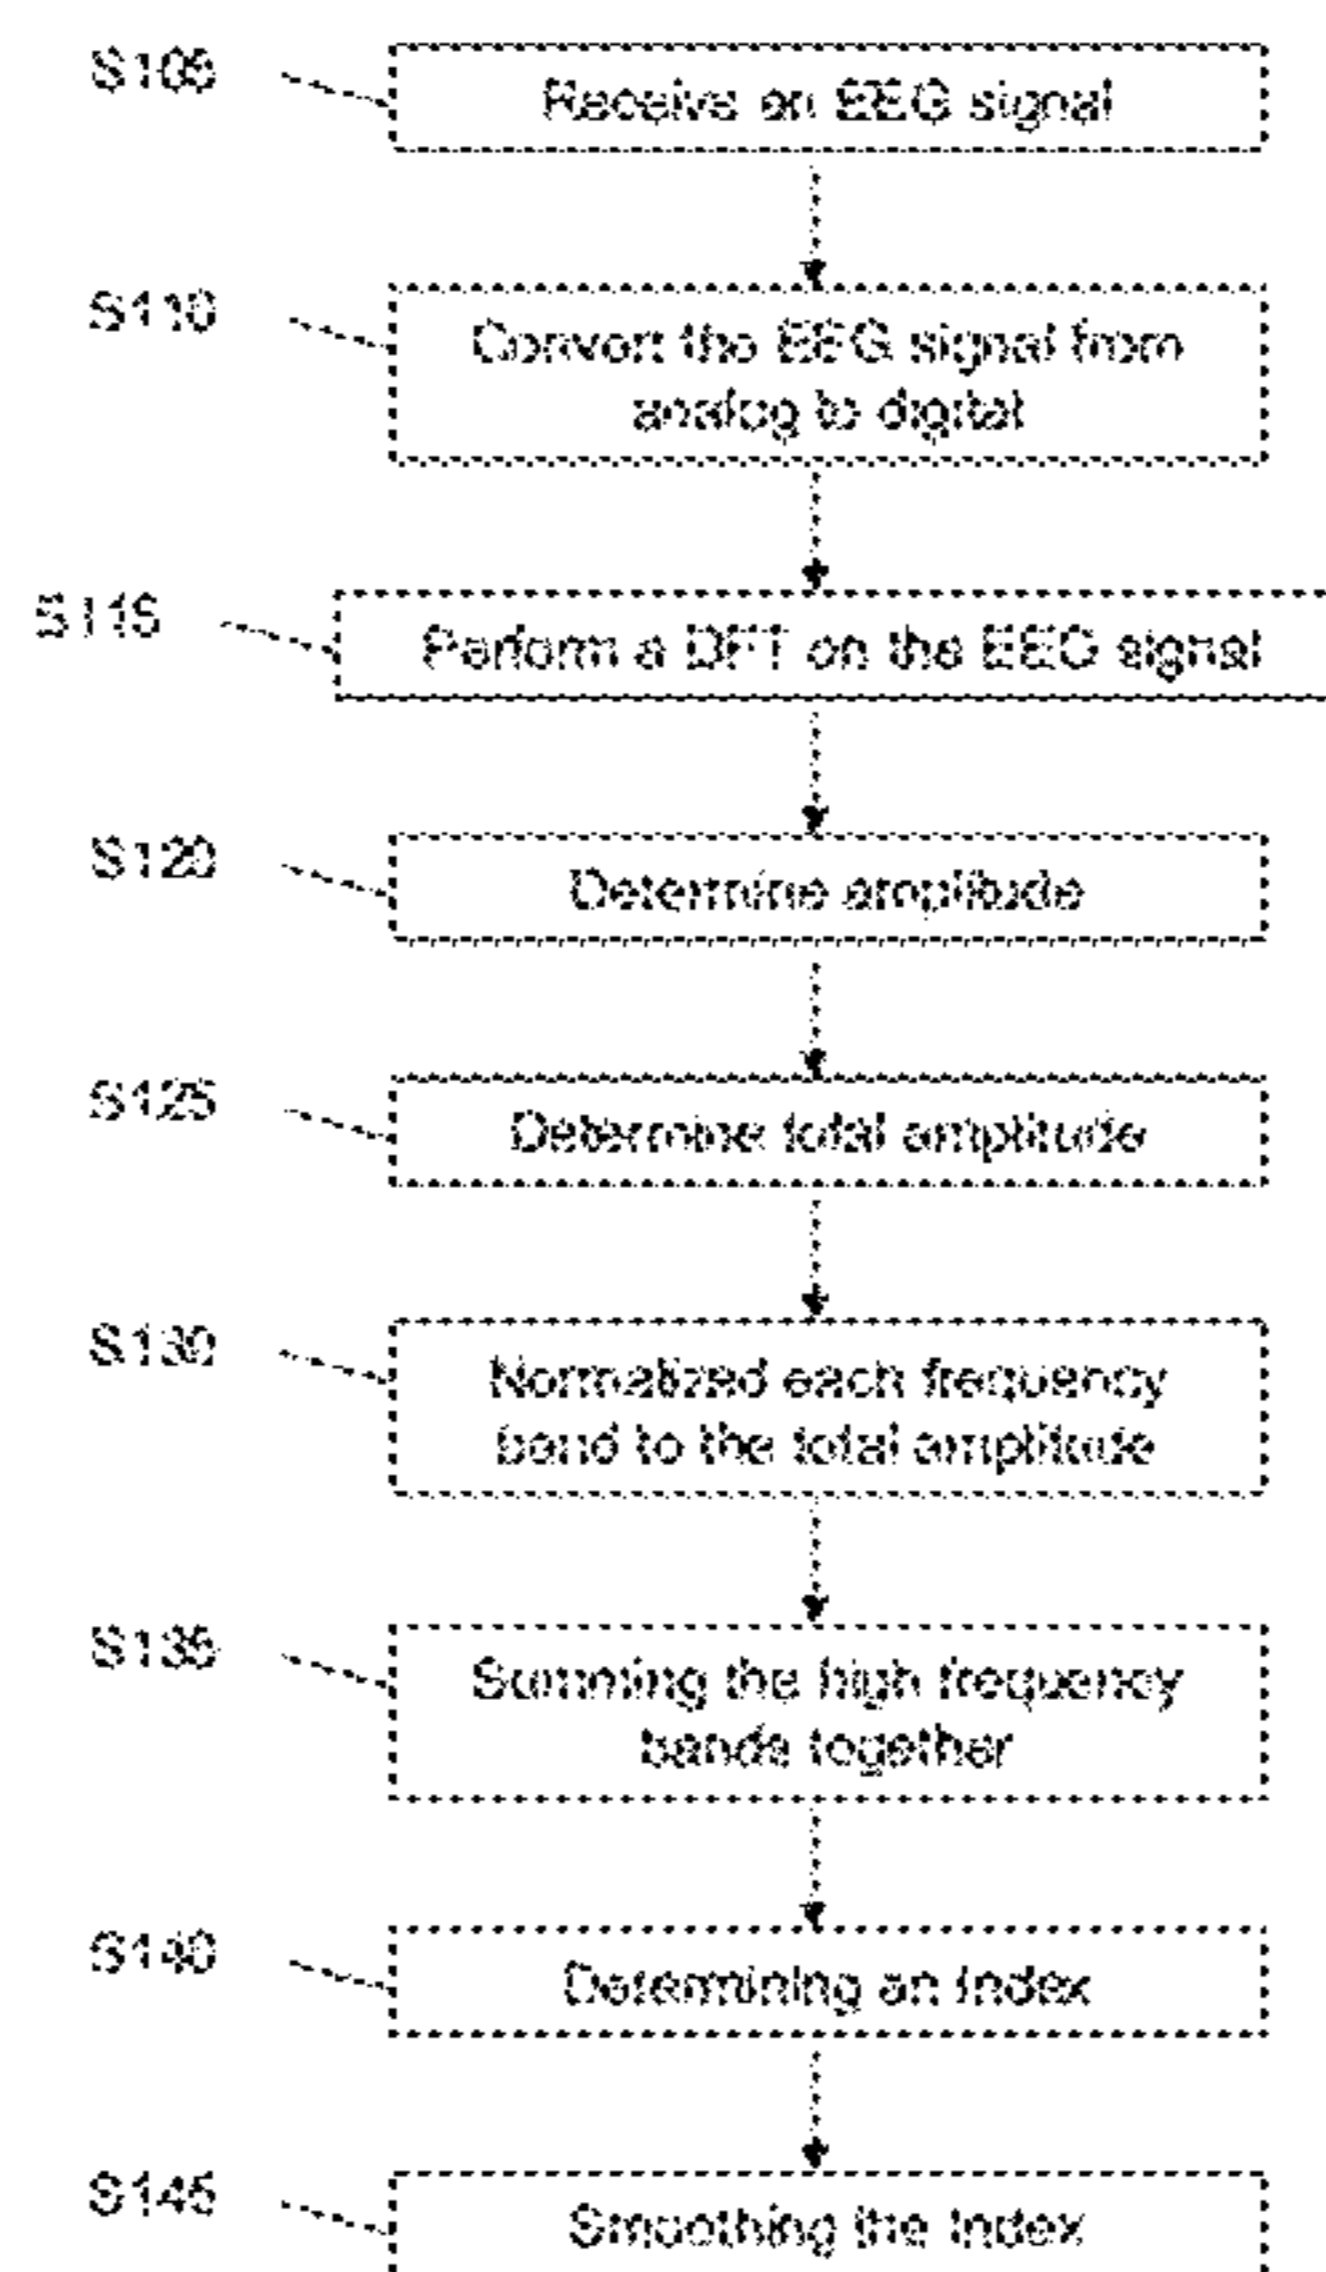 S105
Receive an EEG signal
S110
Convert the EEG signal from
analog to digital
S115
Perform a DFT on the EEG signal
S120
Determine amplitude
S125
Determine total amplitude
S130
Normalized each frequency
band to the total amplitude
S135
Summing the high frequency
bands together
S140
Determining an Index
S145
Smoothing the Index